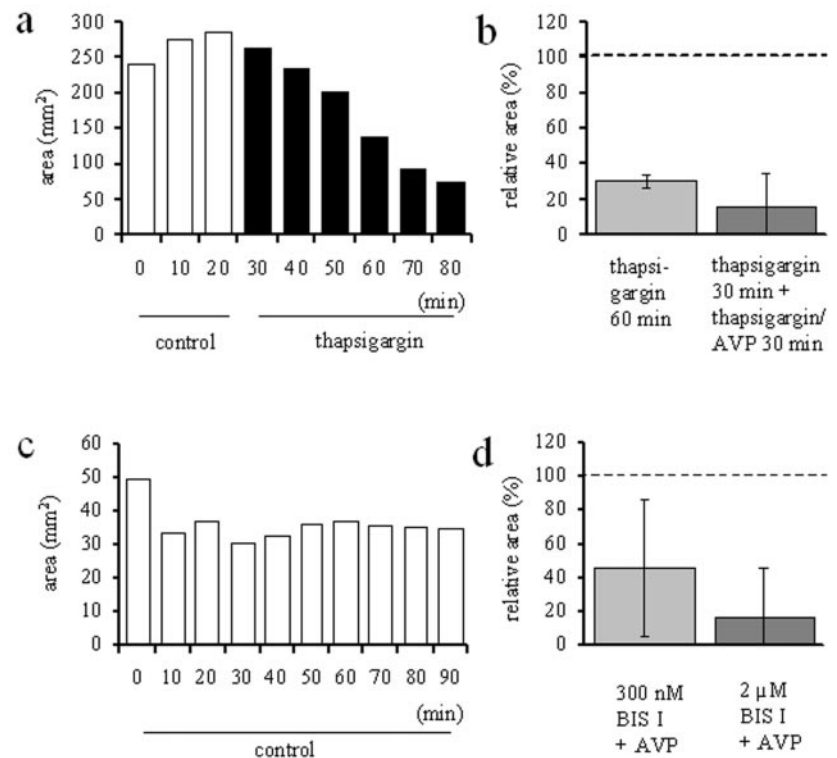 a
300
250
200
150
100
50
0
area (mm²)
0 10 20 30 40 50 60 70 80
(min)
control thapsigargin
b
120
100
80
60
40
20
0
relative area (%)
thapsi-
gargin
60 min
thapsigargin
30 min +
thapsigargin/
AVP 30 min
c
60
50
40
30
20
10
0
area (mm²)
0 10 20 30 40 50 60 70 80 90
(min)
control
d
120
100
80
60
40
20
0
relative area (%)
300 nM
BIS I
+ AVP
2 µM
BIS I
+ AVP